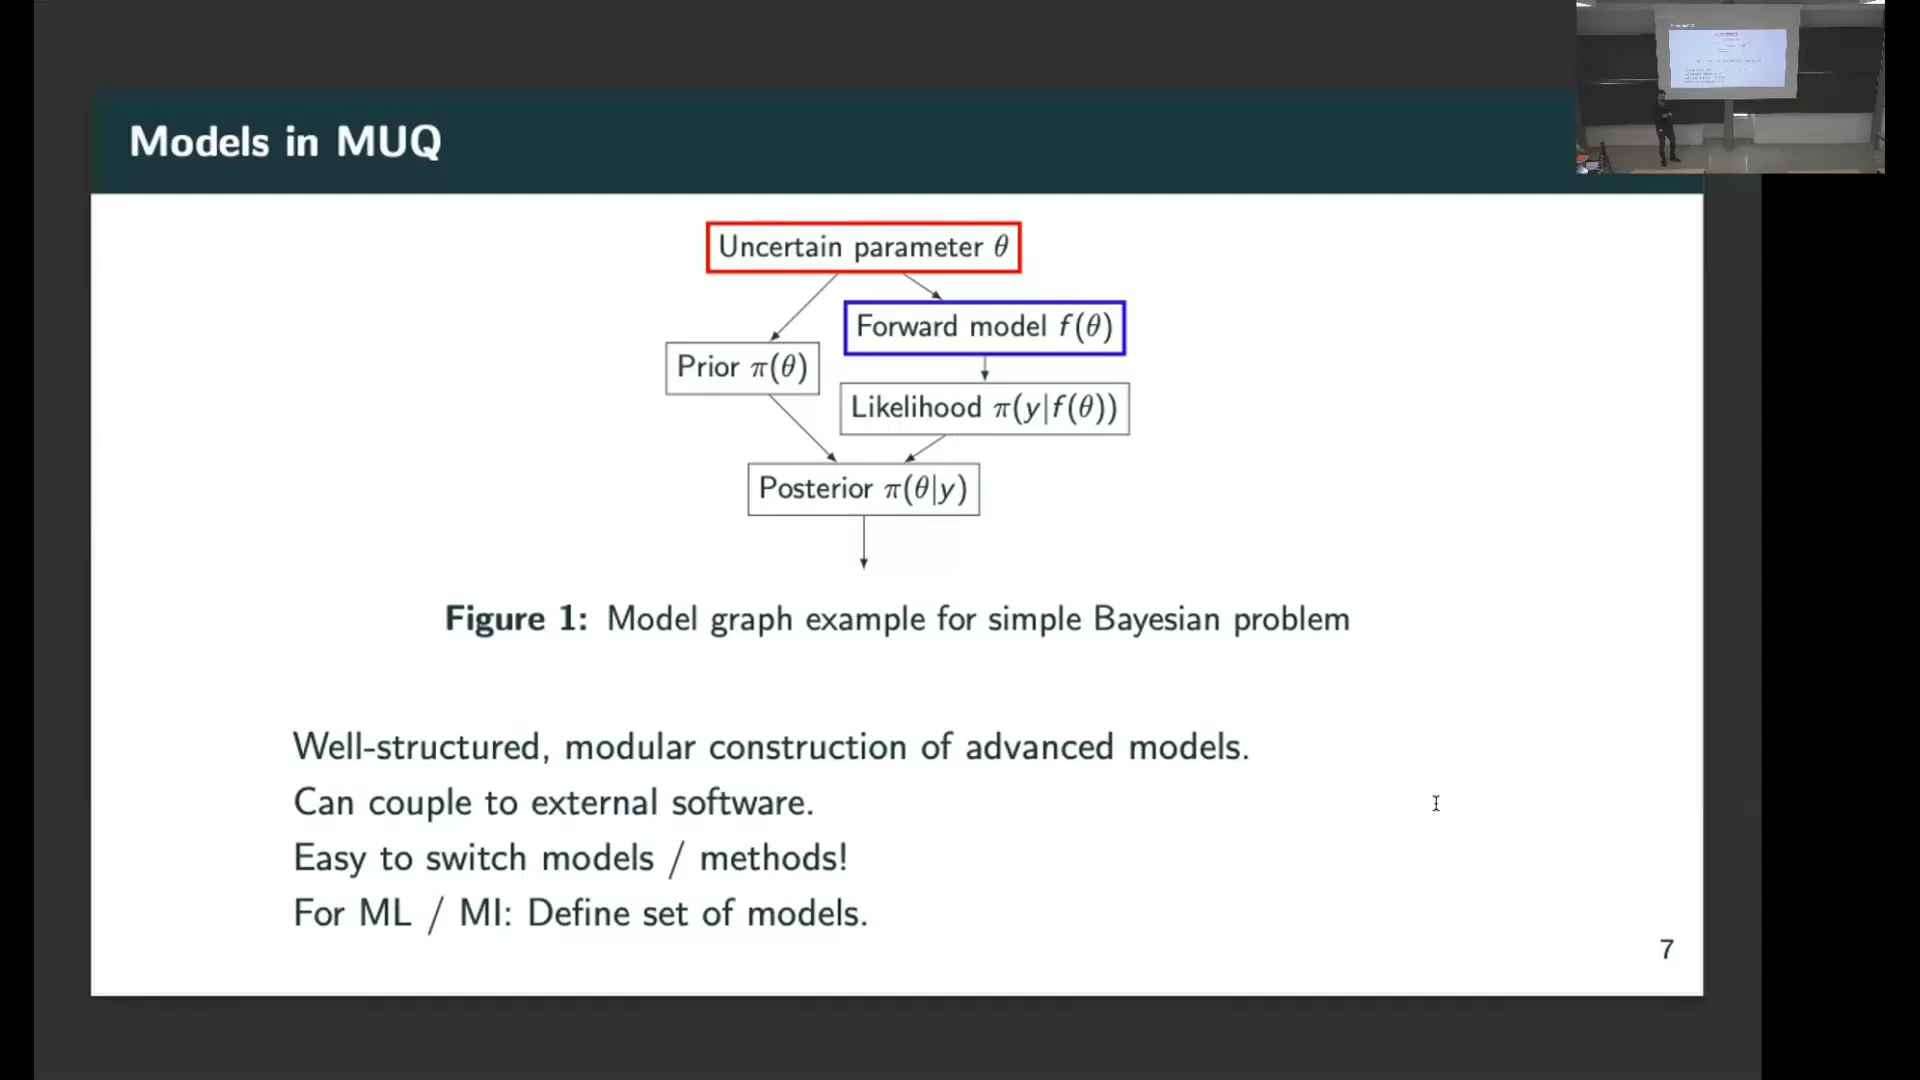 Models in MUQ
Uncertain parameter θ
Forward model f(θ)
Prior π(θ)
Likelihood π(y|f(θ))
Posterior π(θ|y)
Figure 1: Model graph example for simple Bayesian problem
Well-structured, modular construction of advanced models.
Can couple to external software.
Easy to switch models / methods!
For ML / MI: Define set of models.
7